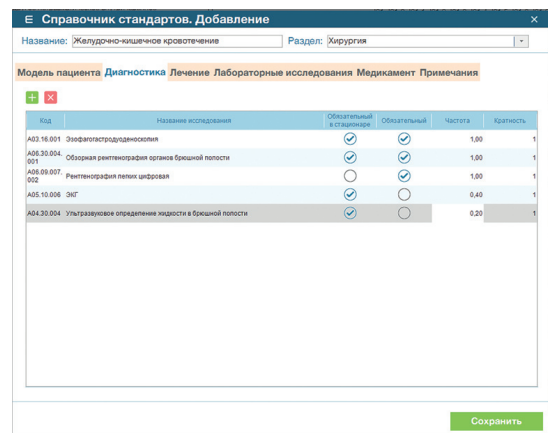 Е Справочник стандартов. Добавление ×
Название: Желудочно-кишечное кровотечение Раздел: Хирургия
Модель пациента Диагностика Лечение Лабораторные исследования Медикамент Примечания
Код Название исследования Обязательный в стационаре Обязательный Частота Кратность
A03.16.001 Эзофагогастродуоденоскопия 1,00 1
A06.30.004.001 Обзорная рентгенография органов брюшной полости 1,00 1
A06.09.007.002 Рентгенография легких цифровая 1,00 1
A05.10.006 ЭКГ 0,40 1
A04.30.004 Ультразвуковое определение жидкости в брюшной полости 0,20 1
Сохранить